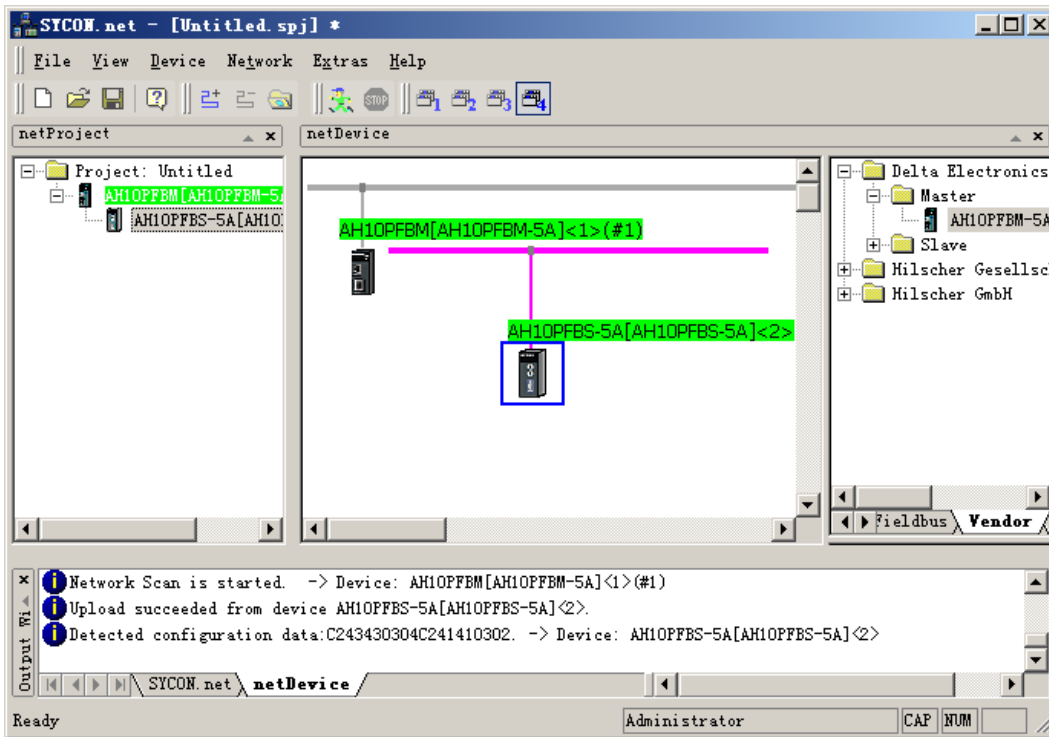 SYCON.net - [Untitled.spj] *
File View Device Network Extras Help
netProject
netDevice
Project: Untitled
AH10PFBM[AH10PFBM-5
AH10PFBS-5A[AH10
AH10PFBM[AH10PFBM-5A]<1>(#1)
AH10PFBS-5A[AH10PFBS-5A]<2>
Delta Electronics
Master
AH10PFBM-5A
Slave
Hilscher Gesellsc
Hilscher GmbH
Fieldbus Vendor
Network Scan is started. -> Device: AH10PFBM[AH10PFBM-5A]<1>(#1)
Upload succeeded from device AH10PFBS-5A[AH10PFBS-5A]<2>.
Detected configuration data:C243430304C241410302. -> Device: AH10PFBS-5A[AH10PFBS-5A]<2>
Output Wi
SYCON.net netDevice
Ready Administrator CAP NUM